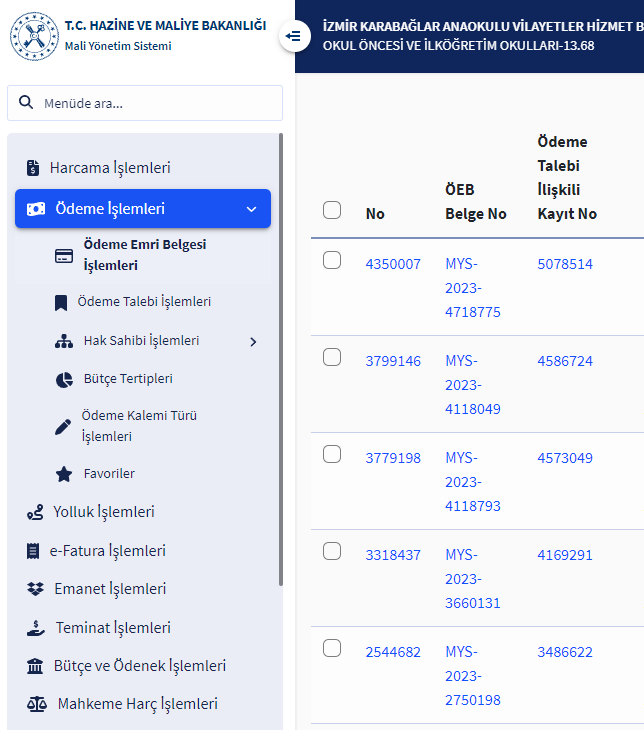 T.C. HAZİNE VE MALİYE BAKANLIĞI
Mali Yönetim Sistemi
Menüde ara...
Harcama İşlemleri
Ödeme İşlemleri
Ödeme Emri Belgesi
İşlemleri
Ödeme Talebi İşlemleri
Hak Sahibi İşlemleri
Bütçe Tertipleri
Ödeme Kalemi Türü
İşlemleri
Favoriler
Yolluk İşlemleri
e-Fatura İşlemleri
Emanet İşlemleri
Teminat İşlemleri
Bütçe ve Ödenek İşlemleri
Mahkeme Harç İşlemleri
İZMİR KARABAĞLAR ANAOKULU VİLAYETLER HİZMET B
OKUL ÖNCESİ VE İLKÖĞRETİM OKULLARI-13.68
No
ÖEB
Belge No
Ödeme
Talebi
İlişkili
Kayıt No
4350007
MYS-
2023-
4718775
5078514
3799146
MYS-
2023-
4118049
4586724
3779198
MYS-
2023-
4118793
4573049
3318437
MYS-
2023-
3660131
4169291
2544682
MYS-
2023-
2750198
3486622